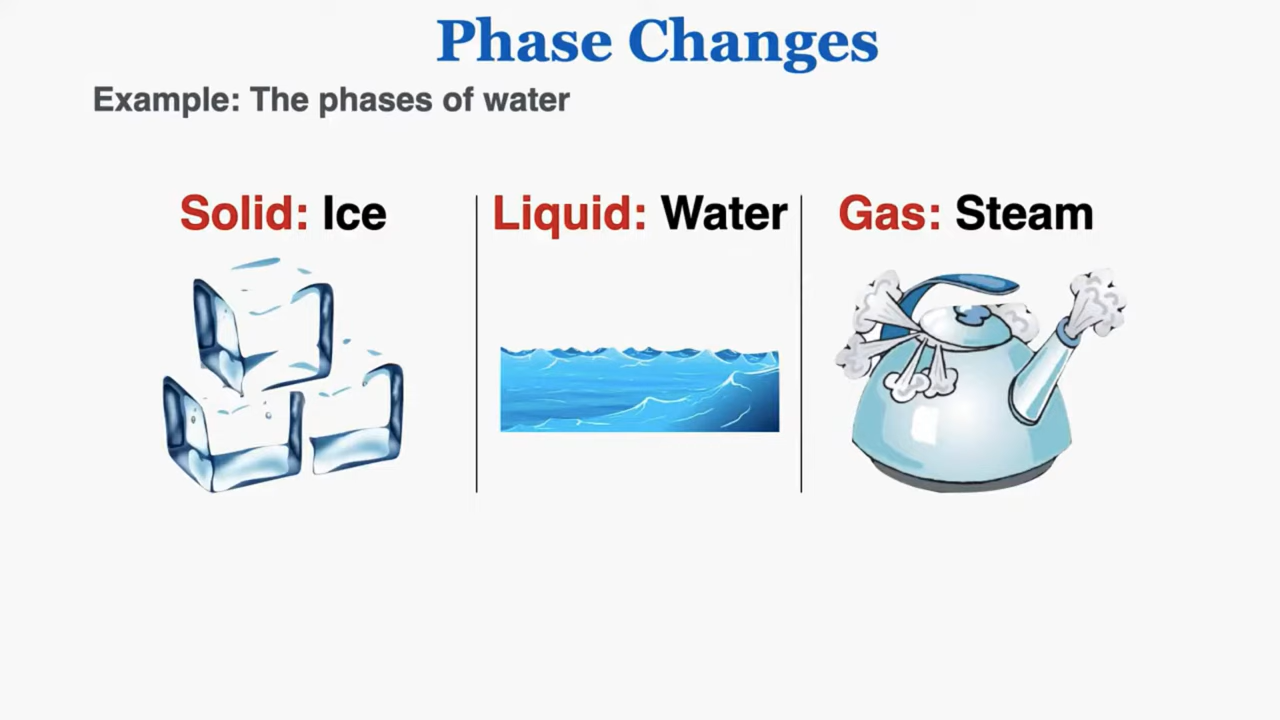 Phase Changes
Example: The phases of water
Solid: Ice
Liquid: Water
Gas: Steam